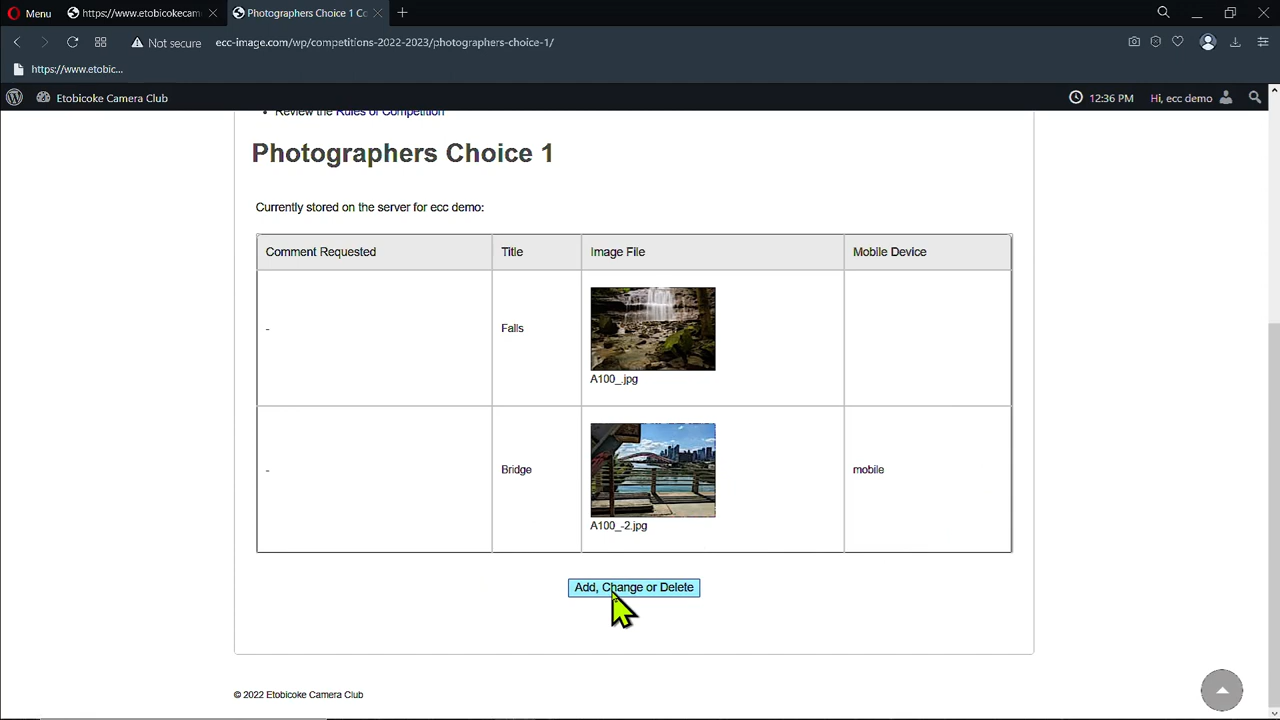 Menu
https://www.etobicokecam
Photographers Choice 1 Cc
Not secure
ecc-image.com/wp/competitions-2022-2023/photographers-choice-1/
https://www.etobic...
Etobicoke Camera Club
12:36 PM
Hi, ecc demo
• Review the Rules of Competition
Photographers Choice 1
Currently stored on the server for ecc demo:
Comment Requested Title Image File Mobile Device
- Falls
A100_.jpg
- Bridge mobile
A100_-2.jpg
Add, Change or Delete
© 2022 Etobicoke Camera Club